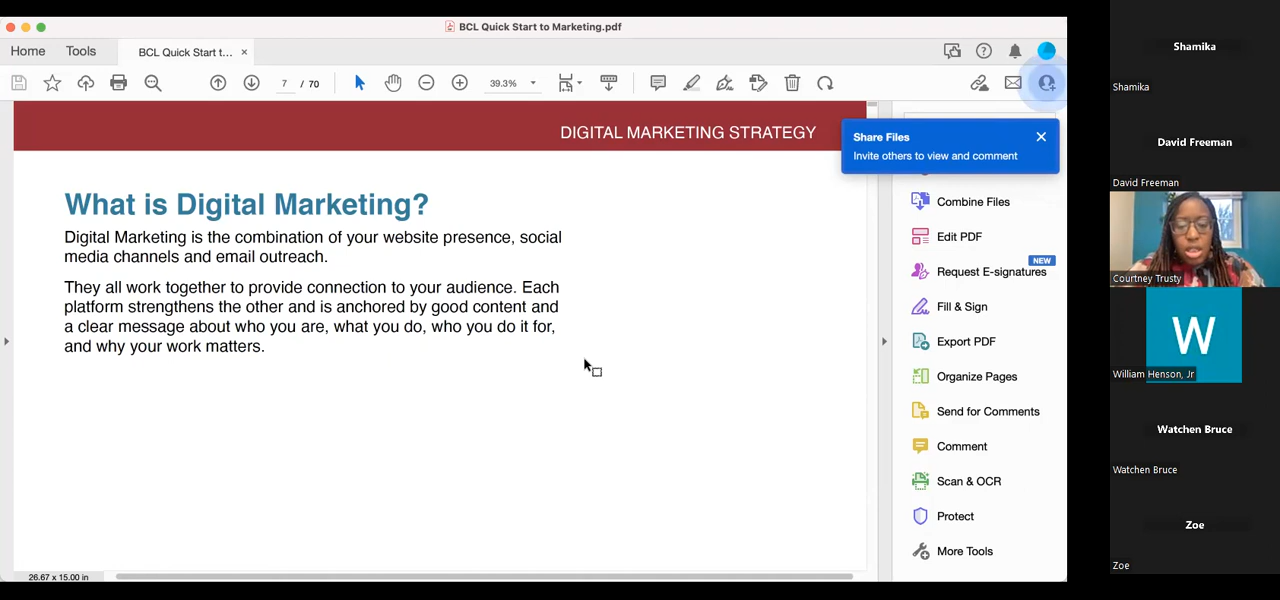 BCL Quick Start to Marketing.pdf
Home
Tools
BCL Quick Start t... ×
7 / 70
39.3%
DIGITAL MARKETING STRATEGY
Share Files
Invite others to view and comment
What is Digital Marketing?
Digital Marketing is the combination of your website presence, social
media channels and email outreach.
They all work together to provide connection to your audience. Each
platform strengthens the other and is anchored by good content and
a clear message about who you are, what you do, who you do it for,
and why your work matters.
26.67 x 15.00 in
Combine Files
Edit PDF
NEW
Request E-signatures
Fill & Sign
Export PDF
Organize Pages
Send for Comments
Comment
Scan & OCR
Protect
More Tools
Shamika
Shamika
David Freeman
David Freeman
Courtney Trusty
W
William Henson, Jr
Watchen Bruce
Watchen Bruce
Zoe
Zoe